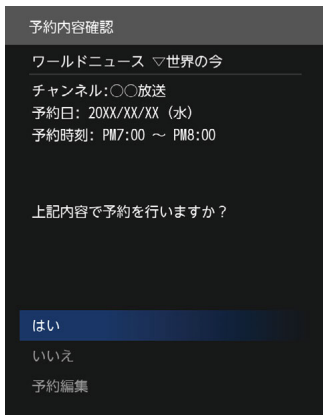 予約内容確認
ワールドニュース ▽世界の今
チャンネル:○○放送
予約日: 20XX/XX/XX (水)
予約時刻: PM7:00 ～ PM8:00
上記内容で予約を行いますか？
はい
いいえ
予約編集